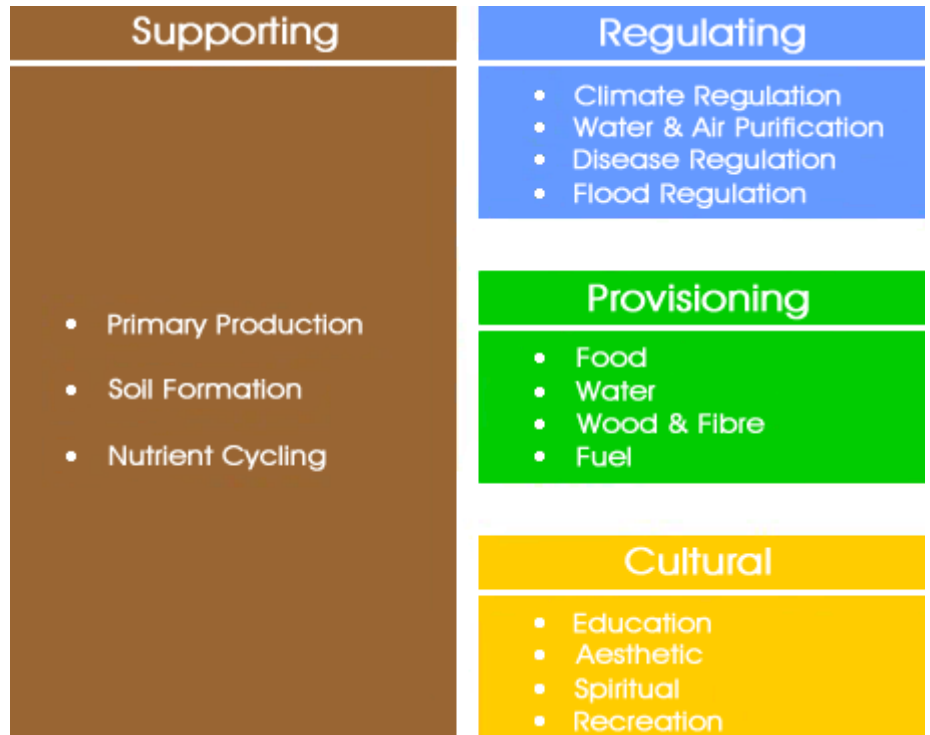 Supporting
• Primary Production
• Soil Formation
• Nutrient Cycling
Regulating
• Climate Regulation
• Water & Air Purification
• Disease Regulation
• Flood Regulation
Provisioning
• Food
• Water
• Wood & Fibre
• Fuel
Cultural
• Education
• Aesthetic
• Spiritual
• Recreation